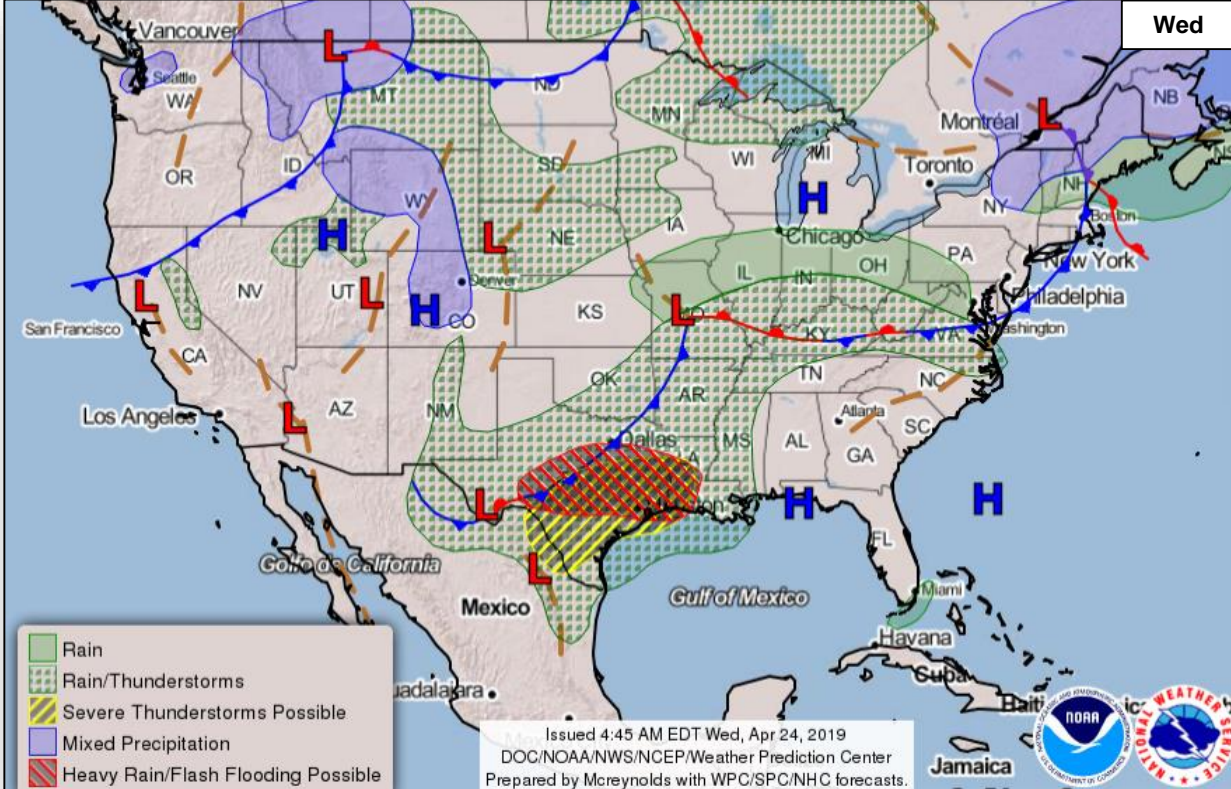 Wed
Vancouver
Seattle
WA
MT
ND
MN
Montréal
NB
OR
ID
SD
WI
MI
Toronto
WY
NE
IA
NY
NH
Boston
H
H
L
L
L
Chicago
New York
NV
UT
L
H
Denver
CO
KS
IL
IN
OH
PA
Philadelphia
L
San Francisco
L
CA
KY
VA
ashington
OK
TN
NC
Los Angeles
AZ
NM
AR
Atlanta
SC
L
Dallas
MS
AL
GA
L
H
H
FL
Golfo de California
L
Mexico
Gulf of Mexico
Miami
Havana
Cuba
uadalajara
Jamaica
Rain
Rain/Thunderstorms
Severe Thunderstorms Possible
Mixed Precipitation
Heavy Rain/Flash Flooding Possible
Issued 4:45 AM EDT Wed, Apr 24, 2019
DOC/NOAA/NWS/NCEP/Weather Prediction Center
Prepared by Mcreynolds with WPC/SPC/NHC forecasts.
NOAA
NATIONAL WEATHER SERVICE